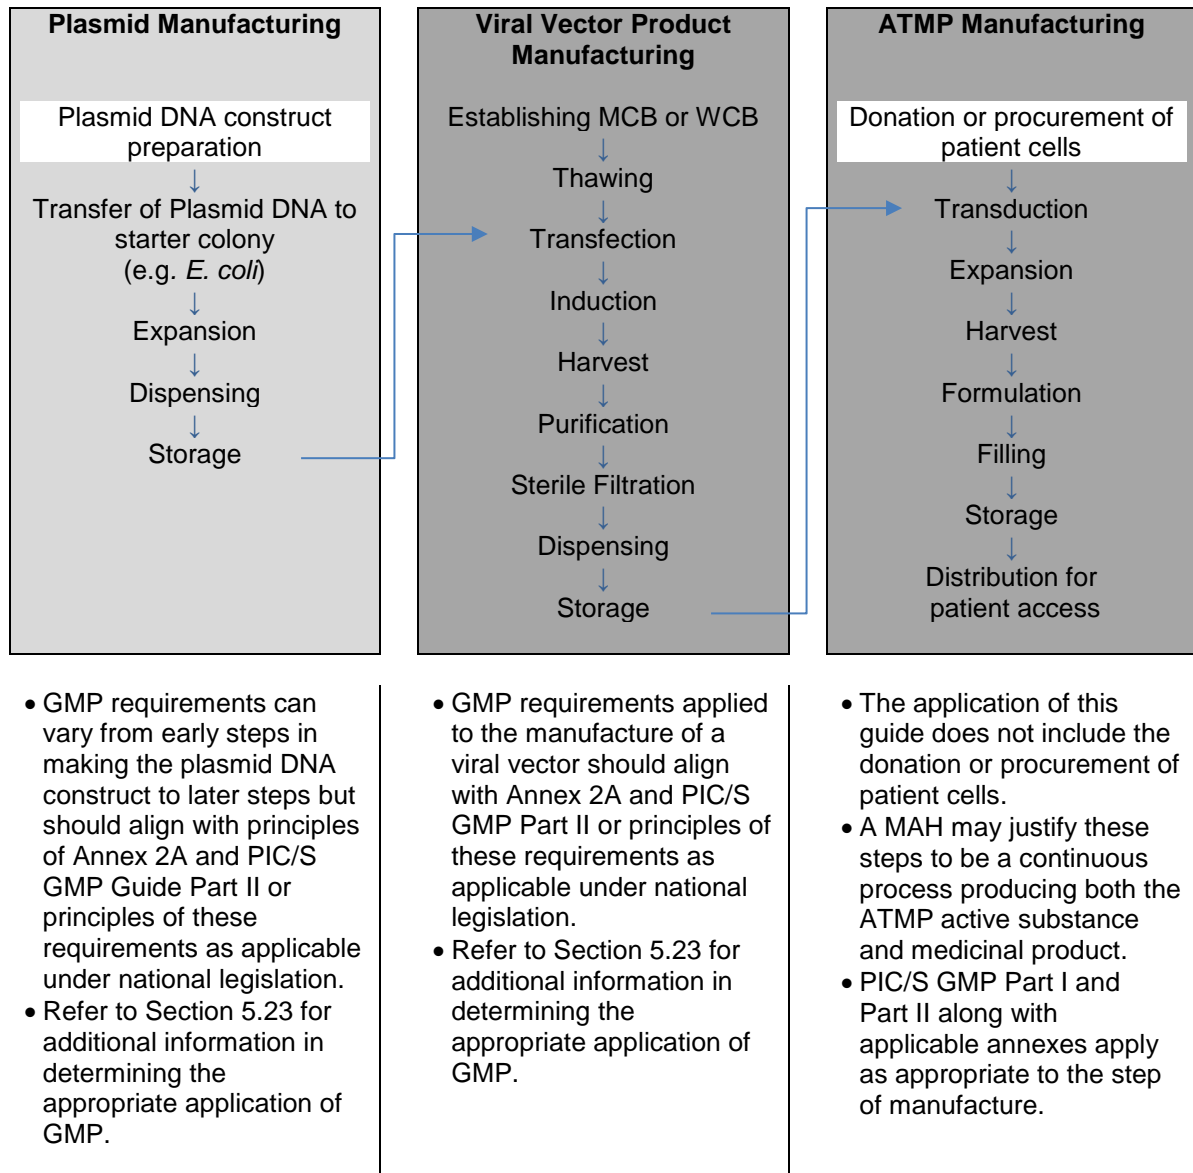 Plasmid Manufacturing
Plasmid DNA construct
preparation
↓
Transfer of Plasmid DNA to
starter colony
(e.g. E. coli)
↓
Expansion
↓
Dispensing
↓
Storage
Viral Vector Product
Manufacturing
Establishing MCB or WCB
↓
Thawing
↓
Transfection
↓
Induction
↓
Harvest
↓
Purification
↓
Sterile Filtration
↓
Dispensing
↓
Storage
ATMP Manufacturing
Donation or procurement of
patient cells
↓
Transduction
↓
Expansion
↓
Harvest
↓
Formulation
↓
Filling
↓
Storage
↓
Distribution for
patient access
• GMP requirements can
vary from early steps in
making the plasmid DNA
construct to later steps but
should align with principles
of Annex 2A and PIC/S
GMP Guide Part II or
principles of these
requirements as applicable
under national legislation.
• Refer to Section 5.23 for
additional information in
determining the
appropriate application of
GMP.
• GMP requirements applied
to the manufacture of a
viral vector should align
with Annex 2A and PIC/S
GMP Part II or principles of
these requirements as
applicable under national
legislation.
• Refer to Section 5.23 for
additional information in
determining the
appropriate application of
GMP.
• The application of this
guide does not include the
donation or procurement of
patient cells.
• A MAH may justify these
steps to be a continuous
process producing both the
ATMP active substance
and medicinal product.
• PIC/S GMP Part I and
Part II along with
applicable annexes apply
as appropriate to the step
of manufacture.